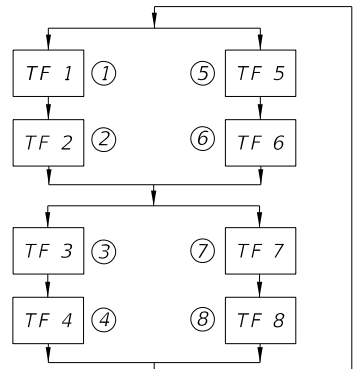 TF 1 ① ⑤ TF 5
TF 2 ② ⑥ TF 6
TF 3 ③ ⑦ TF 7
TF 4 ④ ⑧ TF 8